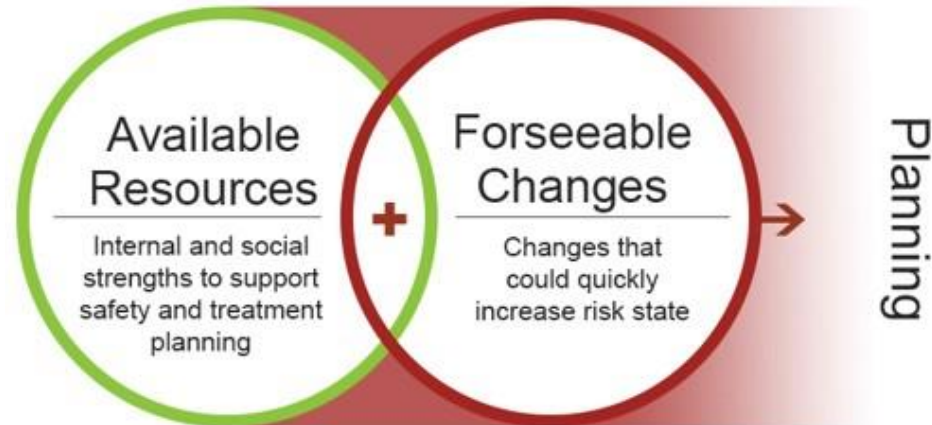 Available
Resources
Internal and social
strengths to support
safety and treatment
planning
+
Forseeable
Changes
Changes that
could quickly
increase risk state
Planning